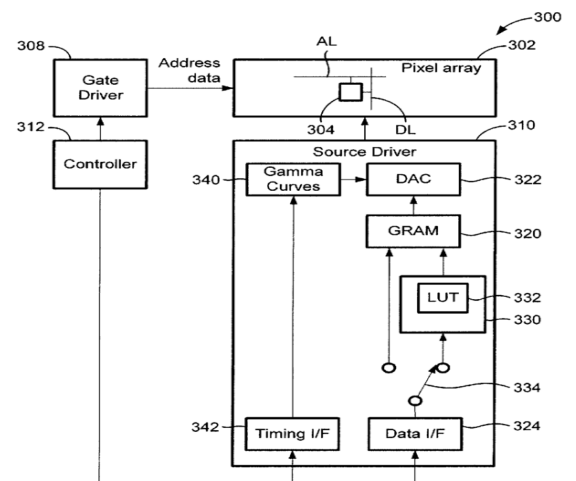 300
308
302
Address
data
AL
Pixel array
Gate
Driver
304
DL
312
310
Controller
Source Driver
340
Gamma
Curves
DAC
322
GRAM
320
LUT
332
330
334
342
Timing I/F
Data I/F
324